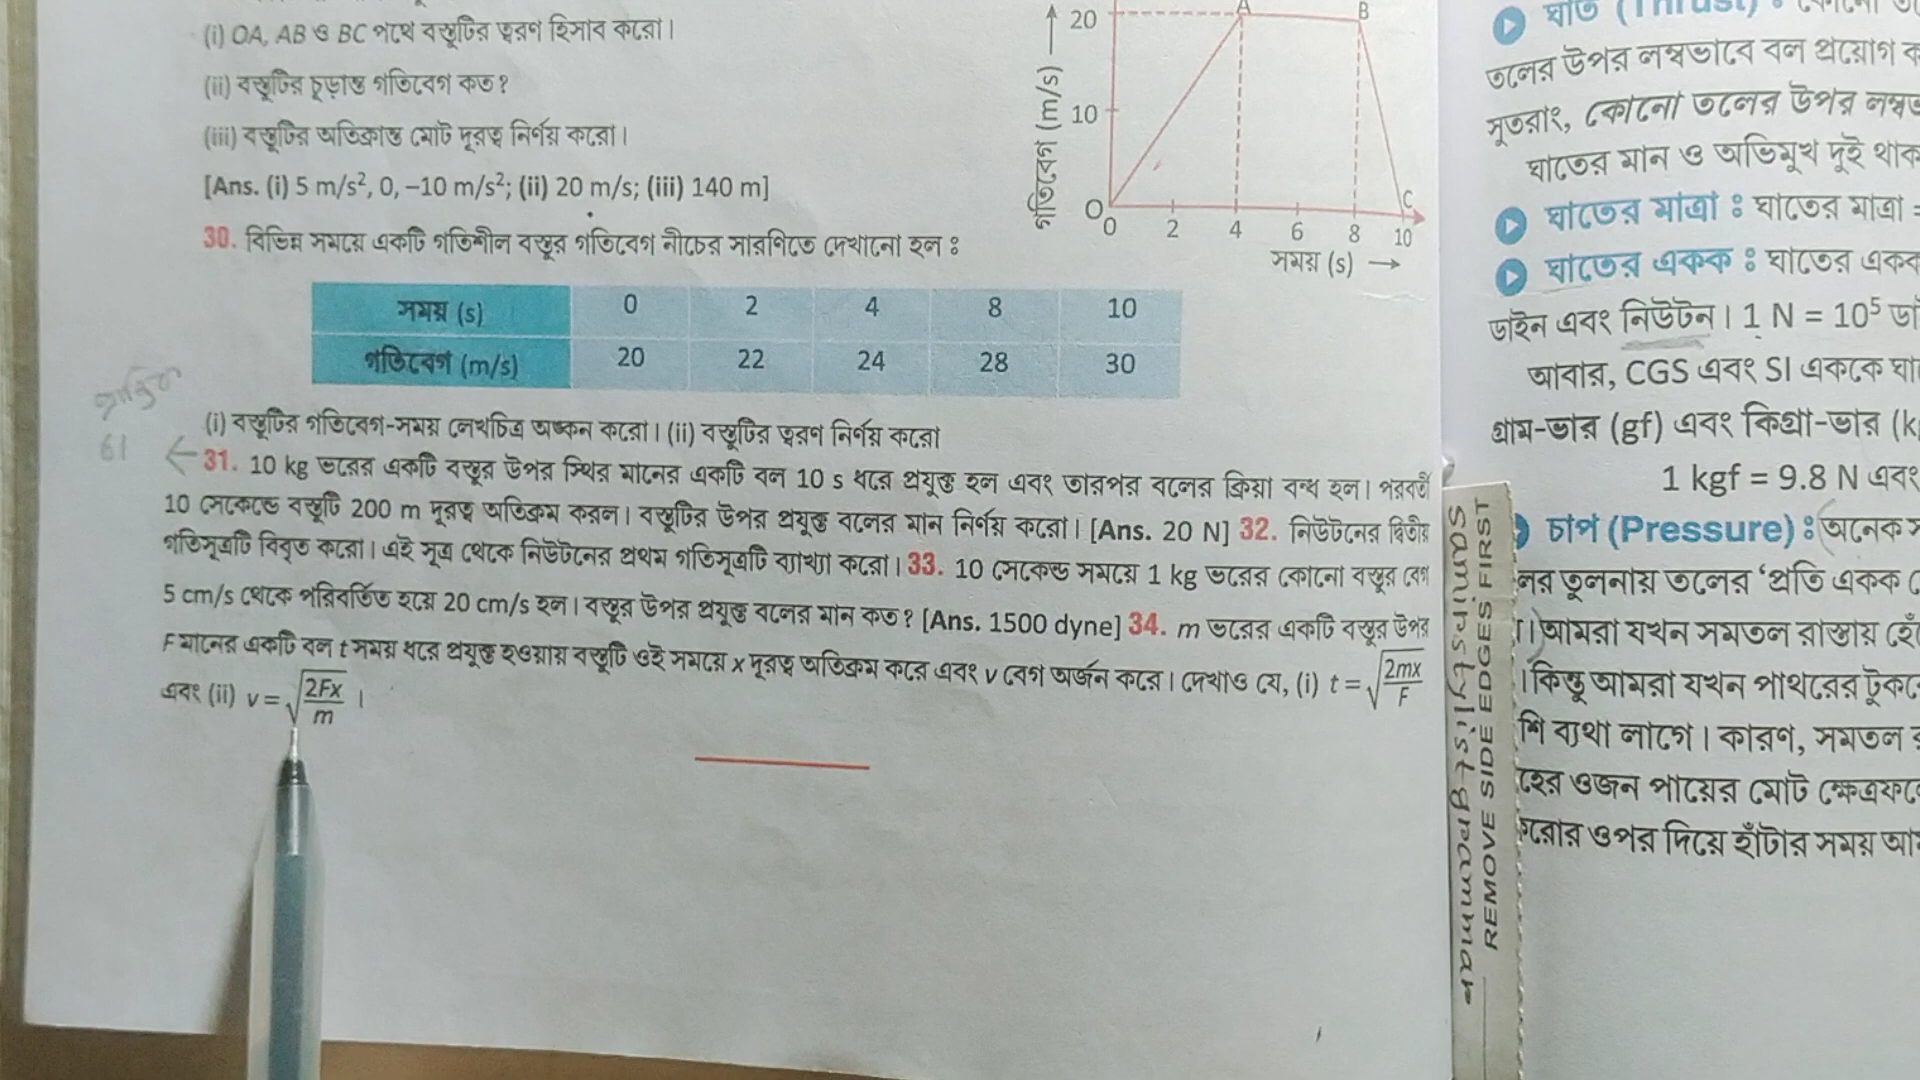 (i) OA, AB ও BC পথে বস্তুটির ত্বরণ হিসাব করো।
(ii) বস্তুটির চূড়ান্ত গতিবেগ কত?
(iii) বস্তুটির অতিক্রান্ত মোট দূরত্ব নির্ণয় করো।
[Ans. (i) 5 m/s², 0, –10 m/s²; (ii) 20 m/s; (iii) 140 m]
গতিবেগ (m/s)
20
10
O
A
B
C
0 2 4 6 8 10
সময় (s)
30. বিভিন্ন সময়ে একটি গতিশীল বস্তুর গতিবেগ নীচের সারণিতে দেখানো হল ঃ
সময় (s) 0 2 4 8 10
গতিবেগ (m/s) 20 22 24 28 30
(i) বস্তুটির গতিবেগ-সময় লেখচিত্র অঙ্কন করো। (ii) বস্তুটির ত্বরণ নির্ণয় করো
61
31. 10 kg ভরের একটি বস্তুর উপর স্থির মানের একটি বল 10 s ধরে প্রযুক্ত হল এবং তারপর বলের ক্রিয়া বন্ধ হল। পরবর্তী
10 সেকেন্ডে বস্তুটি 200 m দূরত্ব অতিক্রম করল। বস্তুটির উপর প্রযুক্ত বলের মান নির্ণয় করো। [Ans. 20 N] 32. নিউটনের দ্বিতীয়
গতিসূত্রটি বিবৃত করো। এই সূত্র থেকে নিউটনের প্রথম গতিসূত্রটি ব্যাখ্যা করো। 33. 10 সেকেন্ড সময়ে 1 kg ভরের কোনো বস্তুর বেগ
5 cm/s থেকে পরিবর্তিত হয়ে 20 cm/s হল। বস্তুর উপর প্রযুক্ত বলের মান কত? [Ans. 1500 dyne] 34. m ভরের একটি বস্তুর উপর
F মানের একটি বল t সময় ধরে প্রযুক্ত হওয়ায় বস্তুটি ওই সময়ে x দূরত্ব অতিক্রম করে এবং v বেগ অর্জন করে। দেখাও যে, (i) t = √(2mx/F)
এবং (ii) v = √(2Fx/m) ।
REMOVE SIDE EDGES FIRST
ঘাত (Thrust) :
তলের উপর লম্বভাবে বল প্রয়োগ
সুতরাং, কোনো তলের উপর
ঘাতের মান ও অভিমুখ দুই
ঘাতের মাত্রা ঃ ঘাতের মাত্রা =
ঘাতের একক ঃ ঘাতের
ডাইন এবং নিউটন। 1 N = 10⁵
আবার, CGS এবং SI এককে
গ্রাম-ভার (gf) এবং কিগ্রা-ভার
1 kgf = 9.8 N এবং
চাপ (Pressure) ঃ অনেক
তুলনায় তলের ‘প্রতি একক
আমরা যখন সমতল রাস্তায়
। কিন্তু আমরা যখন পাথরের
ব্যথা লাগে। কারণ, সমতল
ওজন পায়ের মোট
ওপর দিয়ে হাঁটার সময়